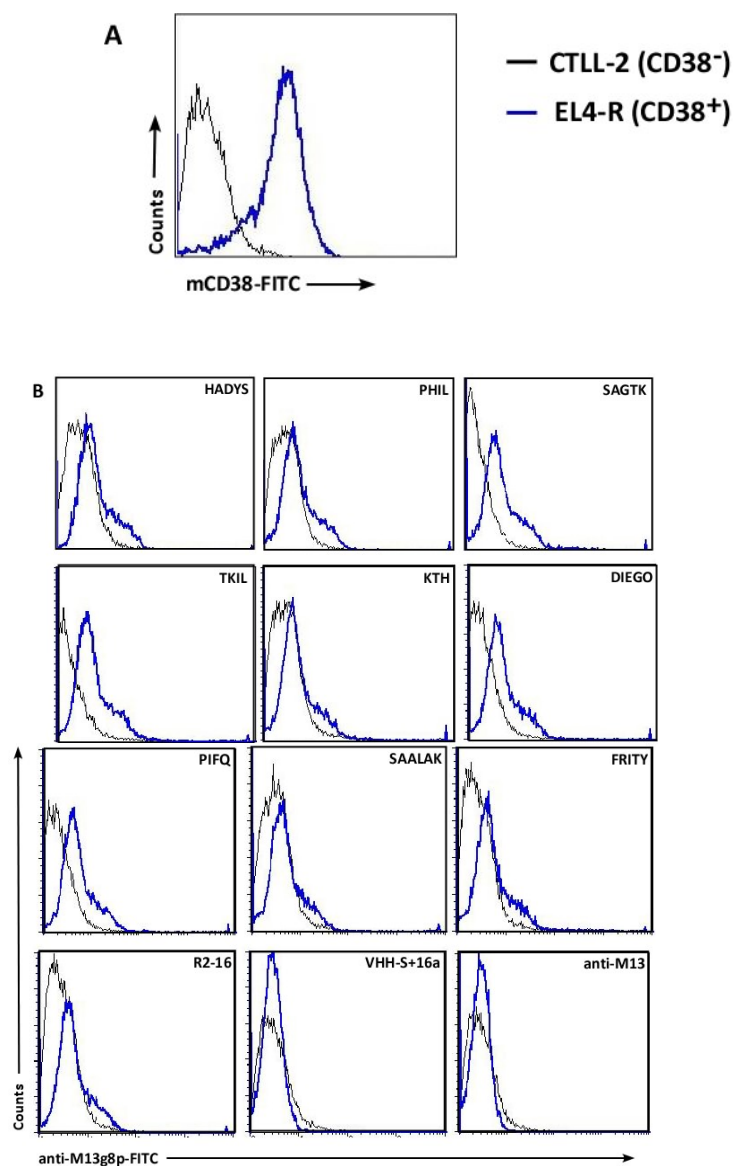 A
CTLL-2 (CD38-)
EL4-R (CD38+)
Counts
mCD38-FITC
B
HADYS
PHIL
SAGTK
TKIL
KTH
DIEGO
PIFQ
SAALAK
FRITY
R2-16
VHH-S+16a
anti-M13
Counts
anti-M13g8p-FITC